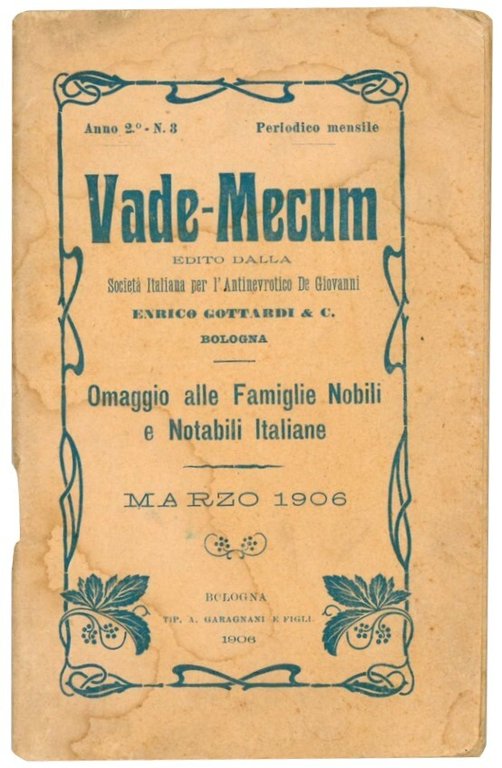 Anno 2.º - N. 3 Periodico mensile
Vade-Mecum
EDITO DALLA
Società Italiana per l'Antinevrotico De Giovanni
ENRICO GOTTARDI & C.
BOLOGNA
Omaggio alle Famiglie Nobili
e Notabili Italiane
MARZO 1906
BOLOGNA
TIP. A. GARAGNANI E FIGLI.
1906